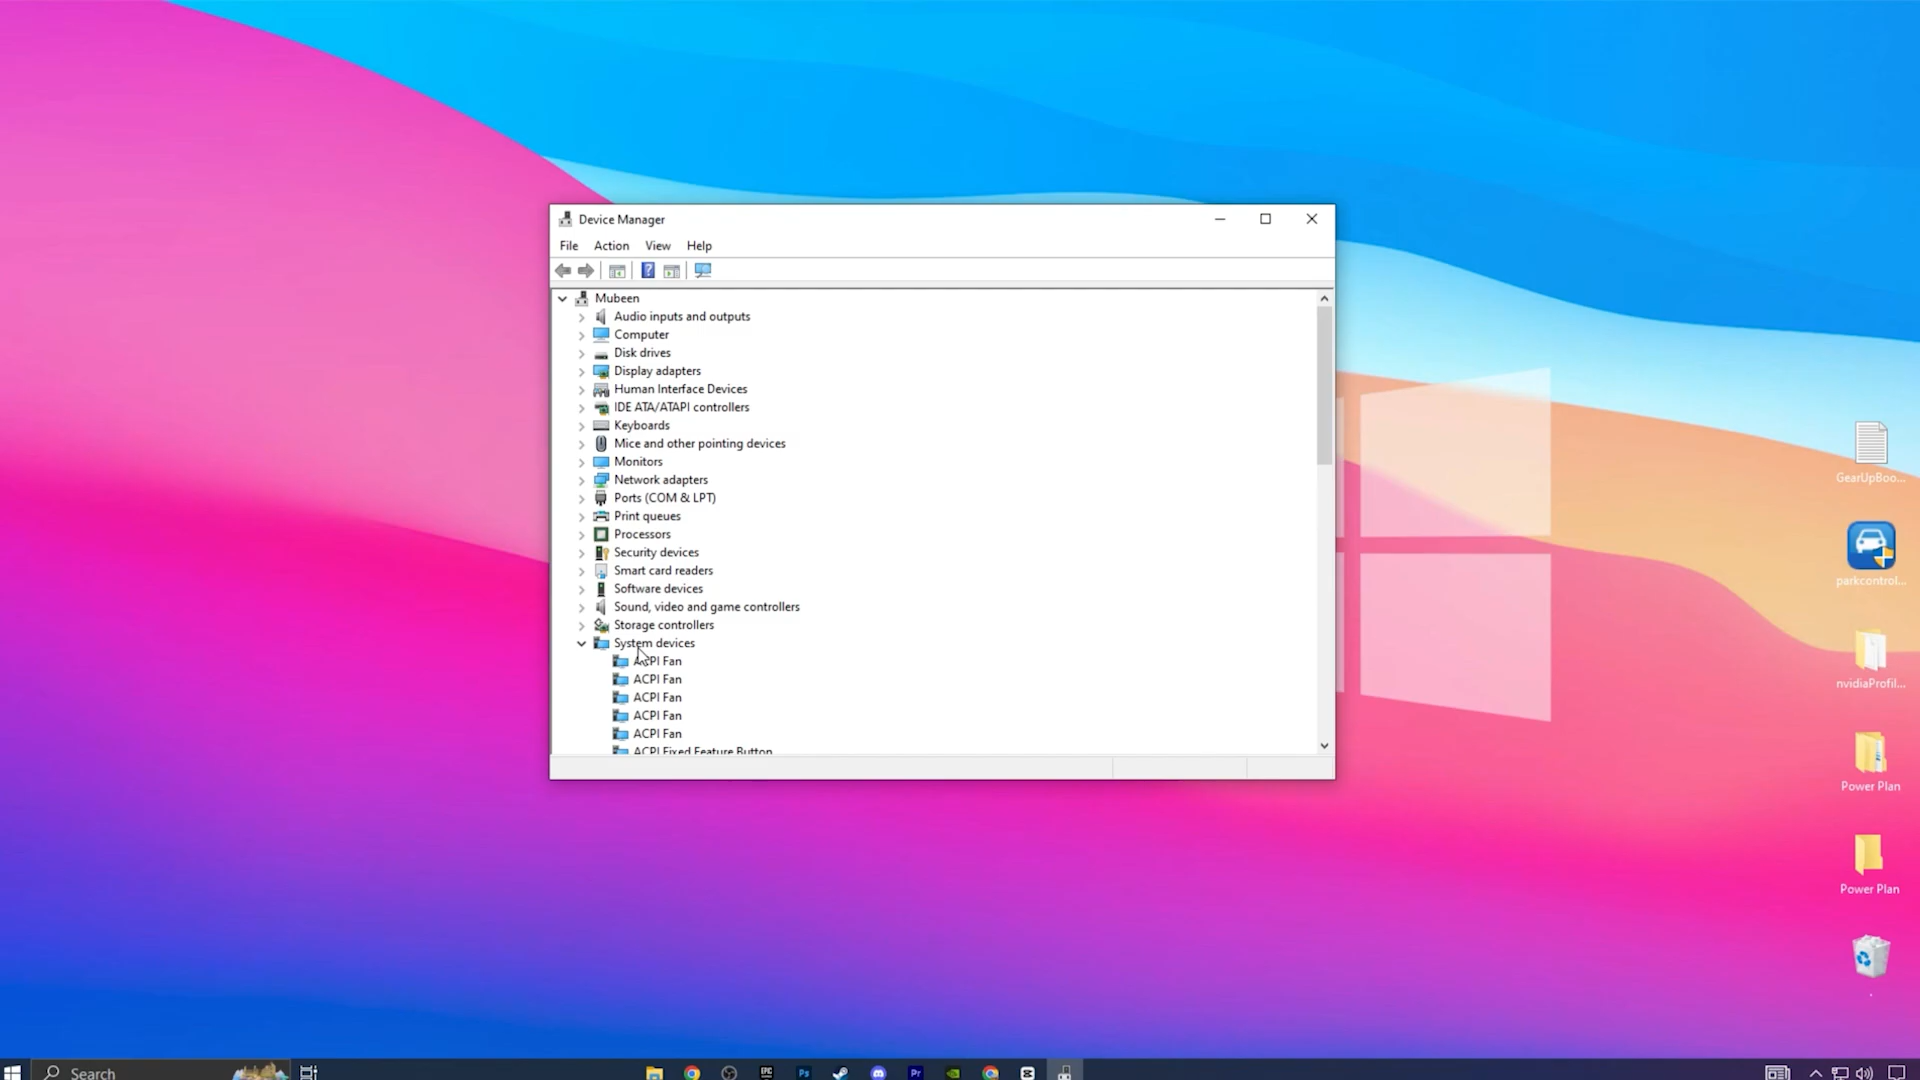 Device Manager
File Action View Help
Mubeen
Audio inputs and outputs
Computer
Disk drives
Display adapters
Human Interface Devices
IDE ATA/ATAPI controllers
Keyboards
Mice and other pointing devices
Monitors
Network adapters
Ports (COM & LPT)
Print queues
Processors
Security devices
Smart card readers
Software devices
Sound, video and game controllers
Storage controllers
System devices
ACPI Fan
ACPI Fan
ACPI Fan
ACPI Fan
ACPI Fan
ACPI Fixed Feature Button
GearUpBoo...
parkcontrol...
nvidiaProfil...
Power Plan
Power Plan
.
Search
EPIC
Ps
Pr